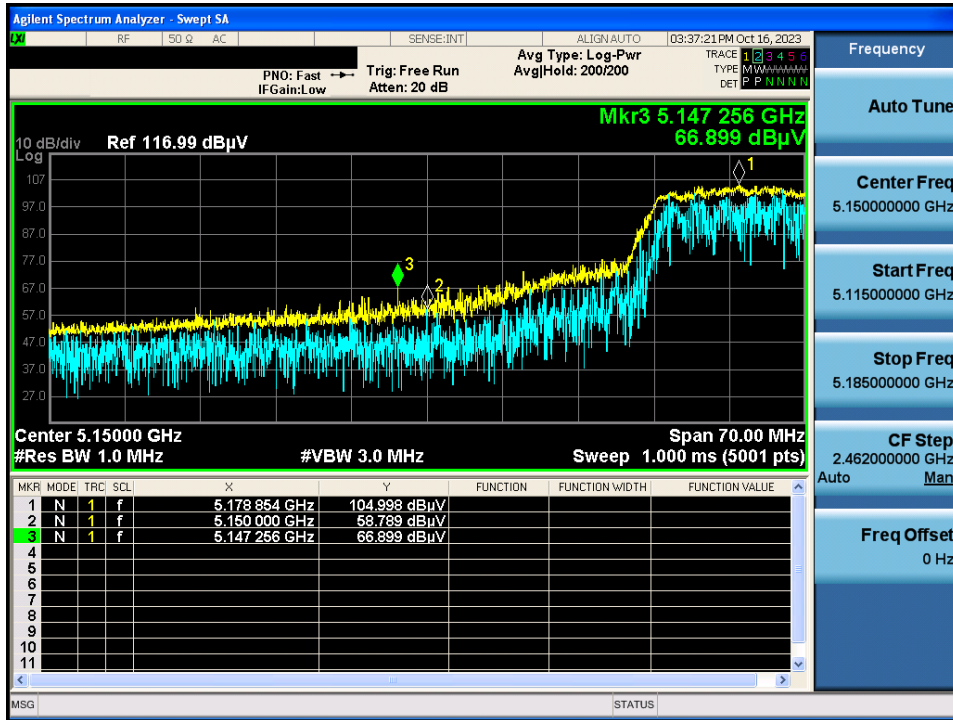 Agilent Spectrum Analyzer - Swept SA
LXI RF 50 Ω AC SENSE:INT ALIGN AUTO 03:37:21 PM Oct 16, 2023
PNO: Fast
IFGain:Low
Trig: Free Run
Atten: 20 dB
Avg Type: Log-Pwr
Avg|Hold: 200/200
TRACE 1 2 3 4 5 6
TYPE M W W W W W
DET P P N N N N
Mkr3 5.147 256 GHz
66.899 dBµV
10 dB/div Ref 116.99 dBµV
Log
107
97.0
87.0
77.0
67.0
57.0
47.0
37.0
27.0
1
3
2
Center 5.15000 GHz Span 70.00 MHz
#Res BW 1.0 MHz #VBW 3.0 MHz Sweep 1.000 ms (5001 pts)
MKR MODE TRC SCL X Y FUNCTION FUNCTION WIDTH FUNCTION VALUE
1 N 1 f 5.178 854 GHz 104.998 dBµV
2 N 1 f 5.150 000 GHz 58.789 dBµV
3 N 1 f 5.147 256 GHz 66.899 dBµV
4
5
6
7
8
9
10
11
MSG STATUS
Frequency
Auto Tune
Center Freq
5.150000000 GHz
Start Freq
5.115000000 GHz
Stop Freq
5.185000000 GHz
CF Step
2.462000000 GHz
Auto Man
Freq Offset
0 Hz